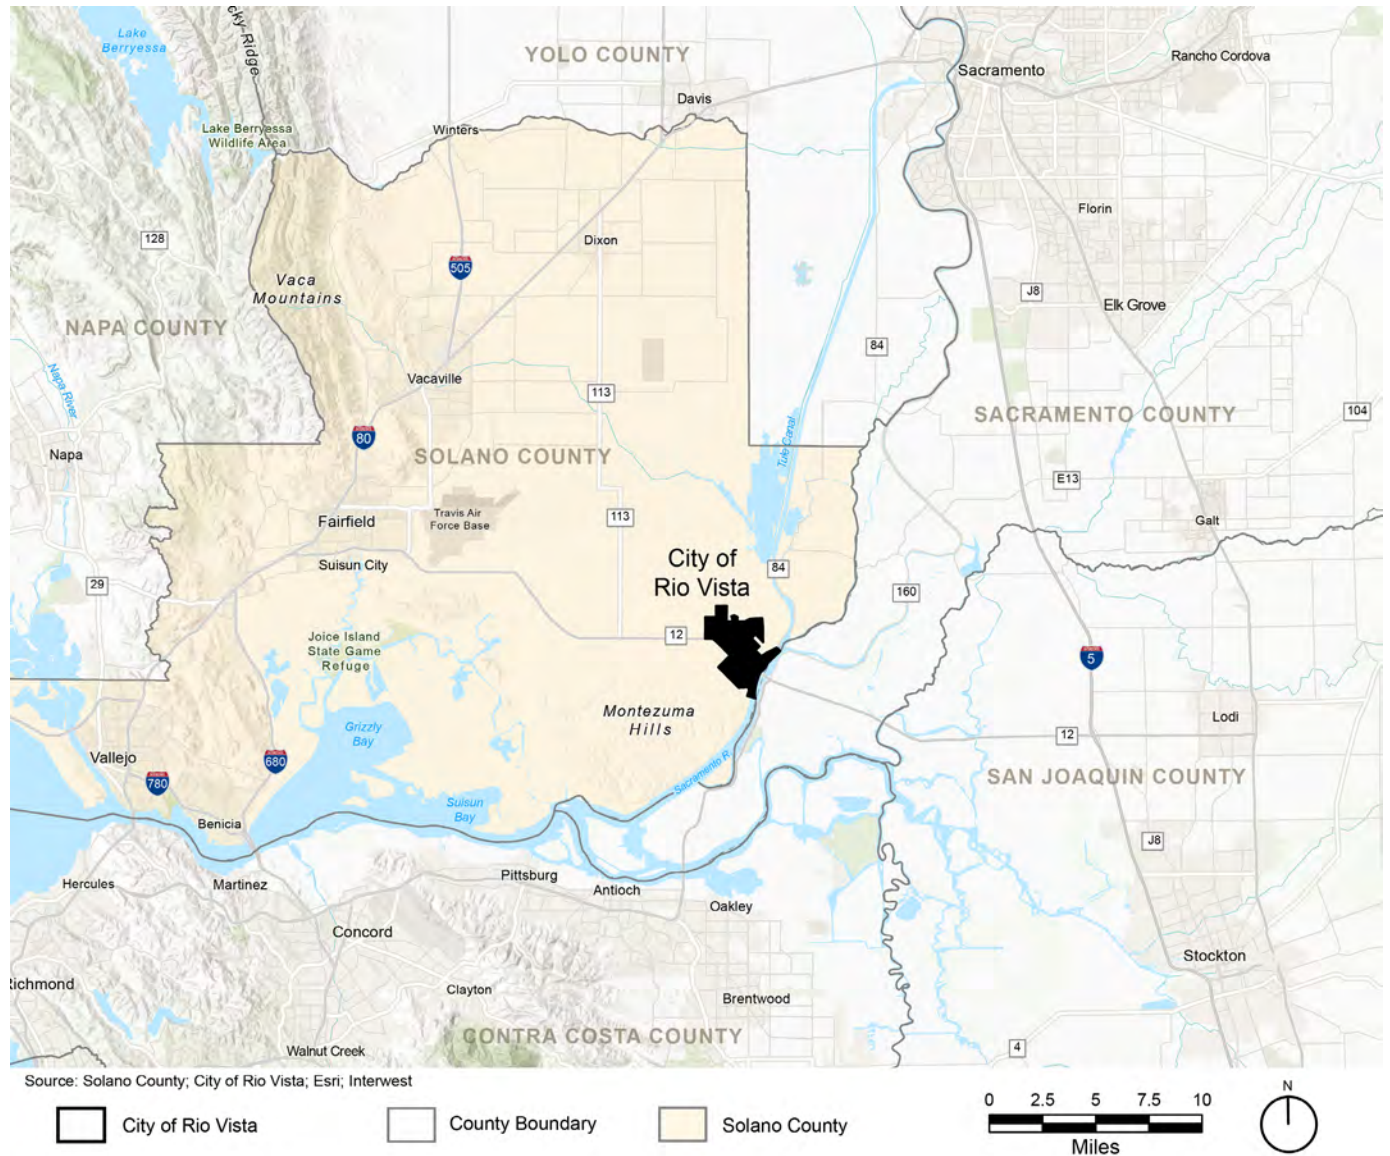 Lake
Berryessa
cky Ridge
YOLO COUNTY
Sacramento
Rancho Cordova
Davis
Winters
Lake Berryessa
Wildlife Area
Florin
128
Dixon
505
Vaca
Mountains
J8
Elk Grove
NAPA COUNTY
84
Napa River
Vacaville
113
SACRAMENTO COUNTY
104
80
Tule Canal
Napa
SOLANO COUNTY
E13
Fairfield
Travis Air
Force Base
113
Galt
Suisun City
City of
Rio Vista
84
29
160
Joice Island
State Game
Refuge
12
5
Montezuma
Hills
Lodi
Grizzly
Bay
12
Vallejo
680
Sacramento R.
SAN JOAQUIN COUNTY
780
Suisun
Bay
Benicia
J8
Hercules
Martinez
Pittsburg
Antioch
Oakley
Concord
Stockton
Richmond
Clayton
Brentwood
CONTRA COSTA COUNTY
Walnut Creek
4
Source: Solano County; City of Rio Vista; Esri; Interwest
City of Rio Vista
County Boundary
Solano County
0 2.5 5 7.5 10
Miles
N